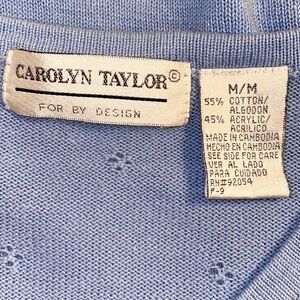 CAROLYN TAYLOR©
FOR BY DESIGN
M/M
55% COTTON/
ALGODON
45% ACRYLIC/
ACRILICO
MADE IN CAMBODIA
HECHO EN CAMBODIA
SEE SIDE FOR CARE
VER AL LADO
PARA CUIDADO
RN#92054
F-9